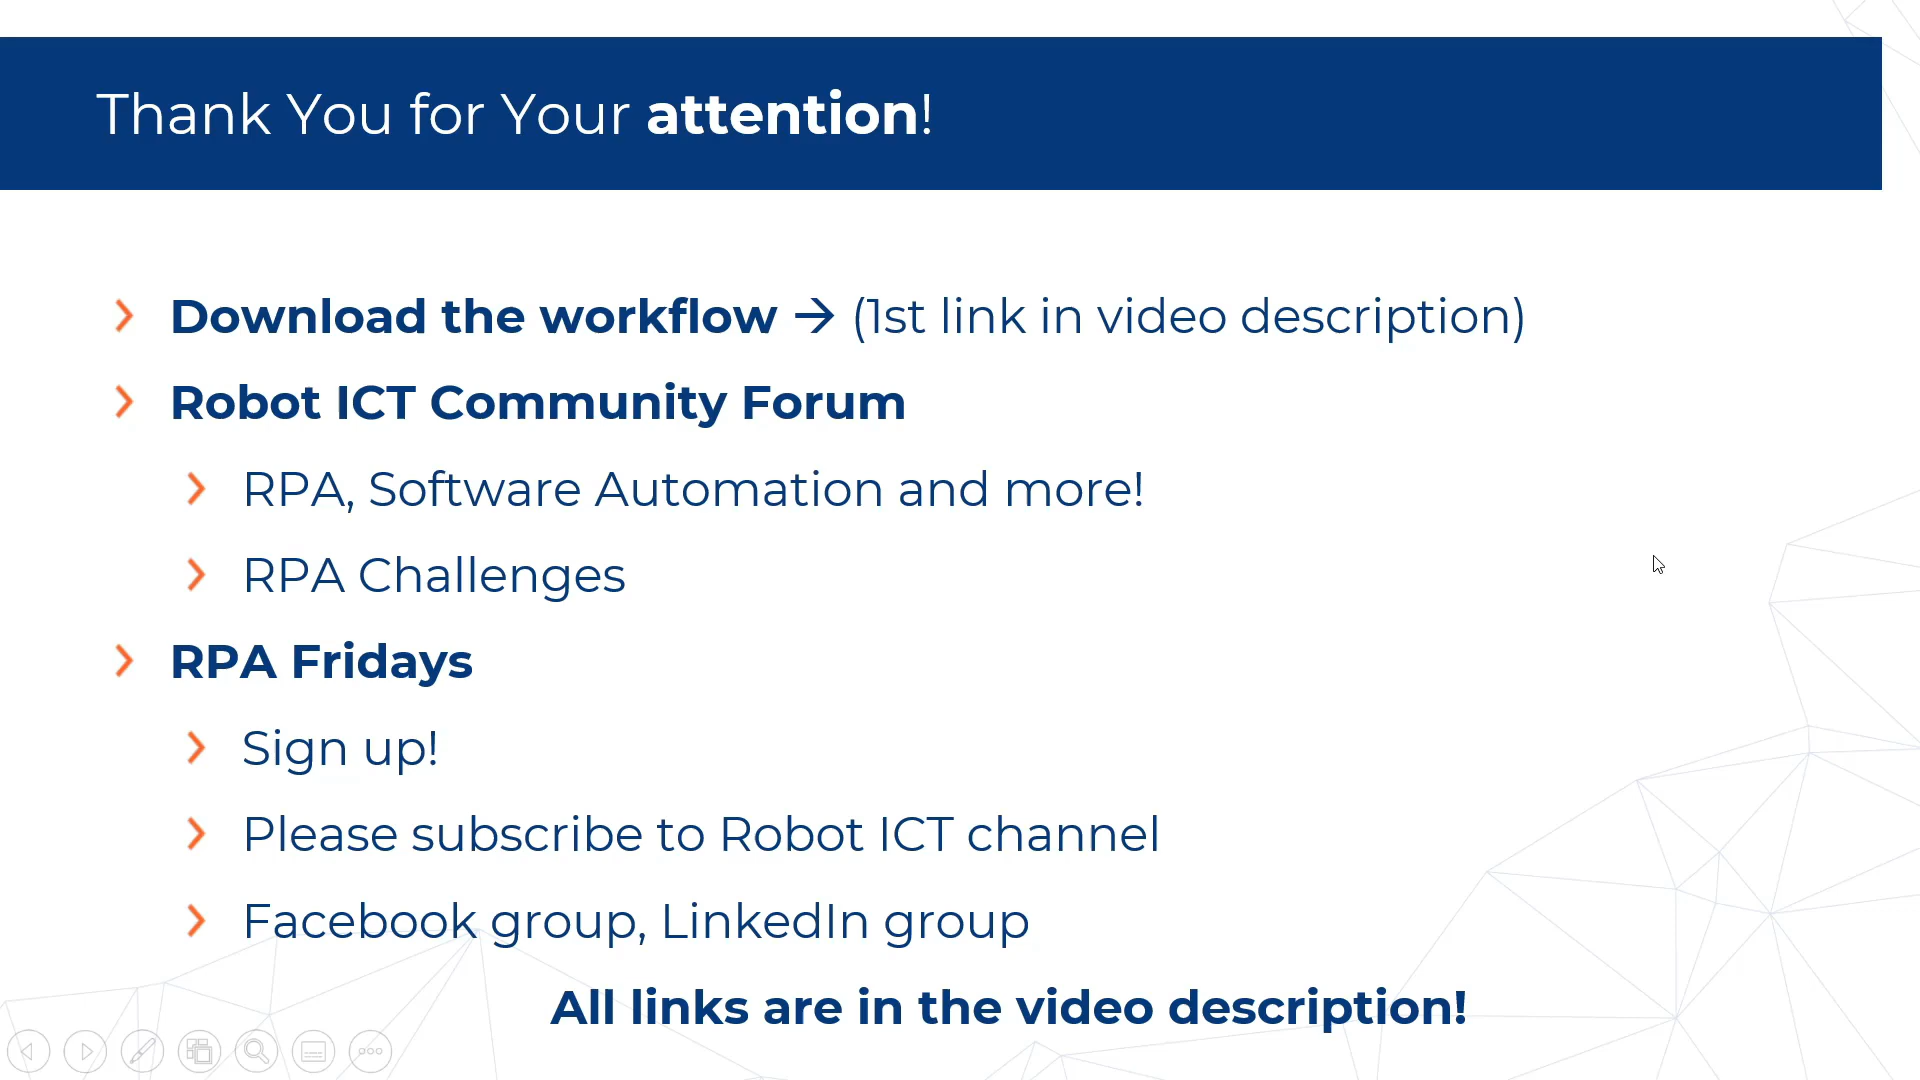 Thank You for Your attention!
Download the workflow → (1st link in video description)
Robot ICT Community Forum
RPA, Software Automation and more!
RPA Challenges
RPA Fridays
Sign up!
Please subscribe to Robot ICT channel
Facebook group, LinkedIn group
All links are in the video description!